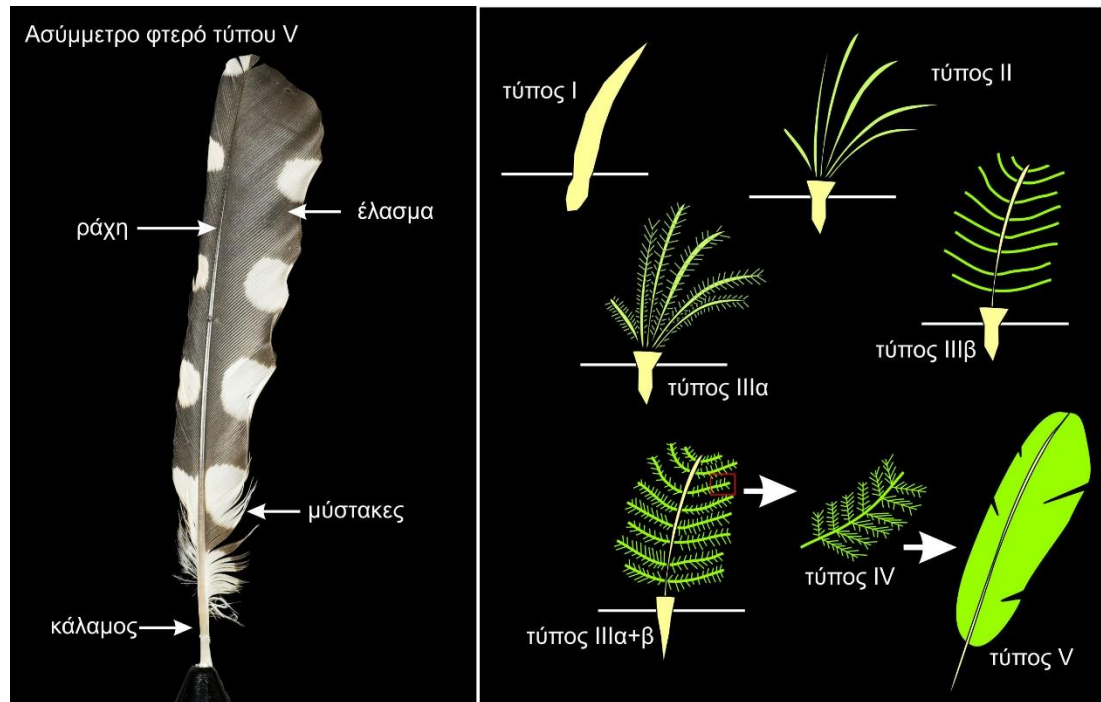 Ασύμμετρο φτερό τύπου V
ράχη
έλασμα
μύστακες
κάλαμος
τύπος I
τύπος II
τύπος IIIβ
τύπος IIIα
τύπος IIIα+β
τύπος IV
τύπος V